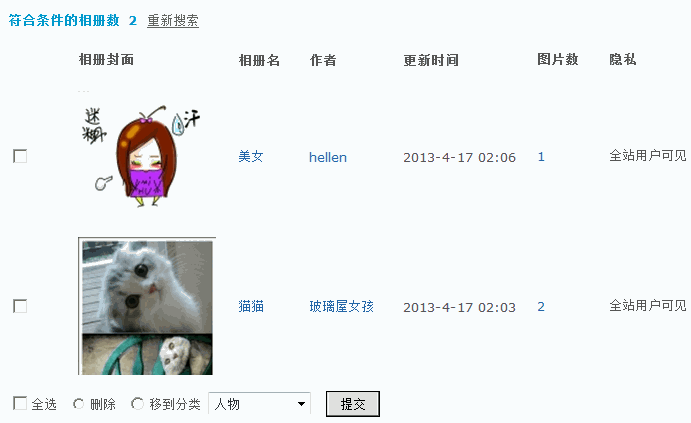 符合条件的相册数 2 重新搜索
相册封面 相册名 作者 更新时间 图片数 隐私
迷糊 汗
美女 hellen 2013-4-17 02:06 1 全站用户可见
猫猫 玻璃屋女孩 2013-4-17 02:03 2 全站用户可见
全选 删除 移到分类 人物 提交